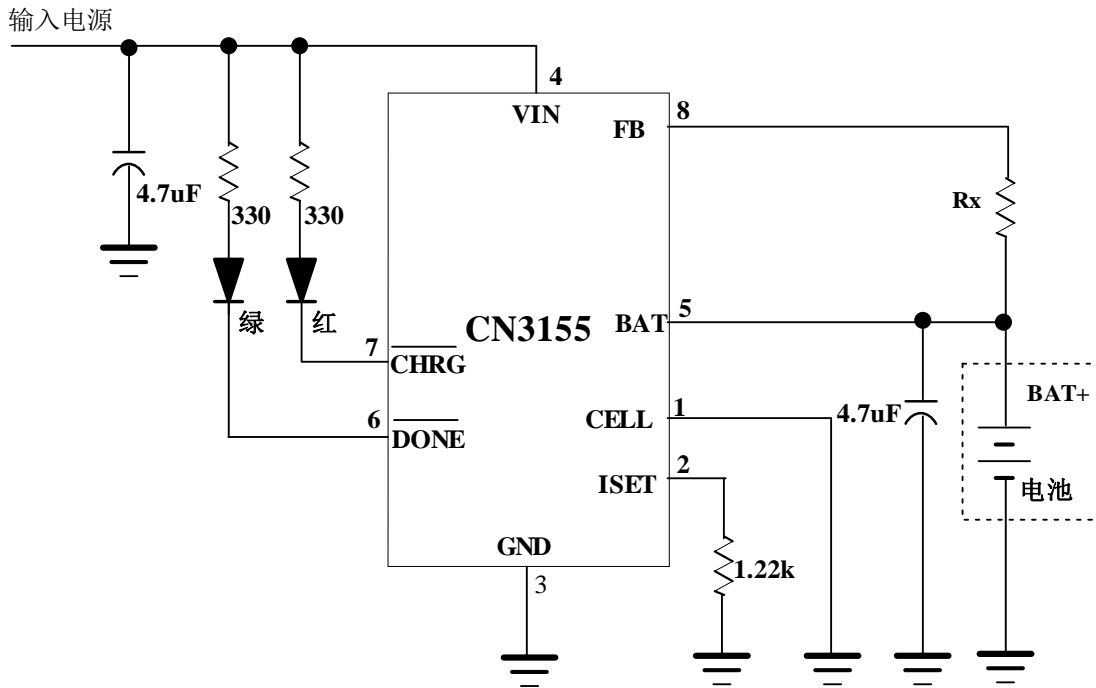 输入电源
4
VIN
8
FB
4.7uF
330
330
Rx
绿
红
CN3155
BAT
5
7
CHRG
BAT+
6
DONE
CELL
1
4.7uF
ISET
2
电池
GND
3
1.22k